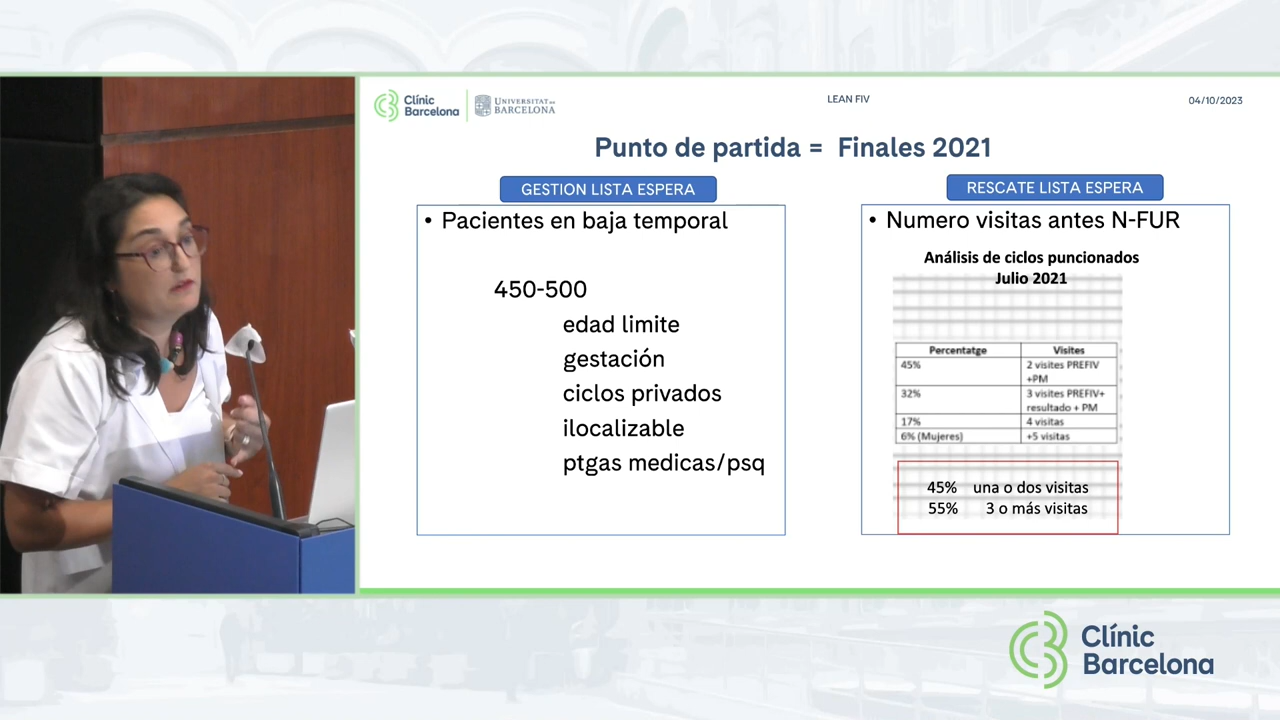 Clínic
Barcelona
UNIVERSITAT DE
BARCELONA
LEAN FIV
04/10/2023
Punto de partida = Finales 2021
GESTION LISTA ESPERA
• Pacientes en baja temporal
450-500
edad limite
gestación
ciclos privados
ilocalizable
ptgas medicas/psq
RESCATE LISTA ESPERA
• Numero visitas antes N-FUR
Análisis de ciclos puncionados
Julio 2021
Percentatge Visites
45% 2 visites PREFIV
+PM
32% 3 visites PREFIV+
resultado + PM
17% 4 visitas
6% (Mujeres) +5 visitas
45% una o dos visitas
55% 3 o más visitas
Clínic
Barcelona